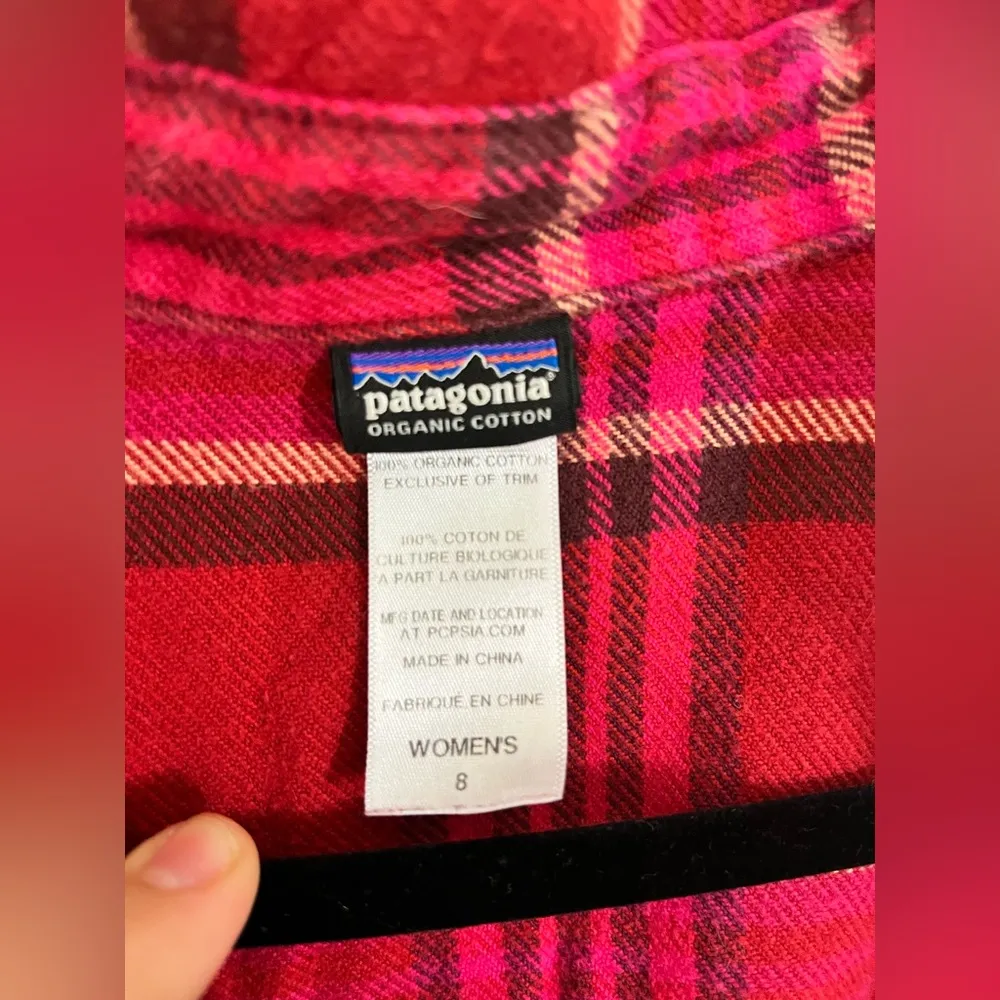 patagonia®
ORGANIC COTTON
100% ORGANIC COTTON
EXCLUSIVE OF TRIM
100% COTON DE
CULTURE BIOLOGIQUE
A PART LA GARNITURE
MFG DATE AND LOCATION
AT PCPSIA.COM
MADE IN CHINA
FABRIQUÉ EN CHINE
WOMEN'S
8